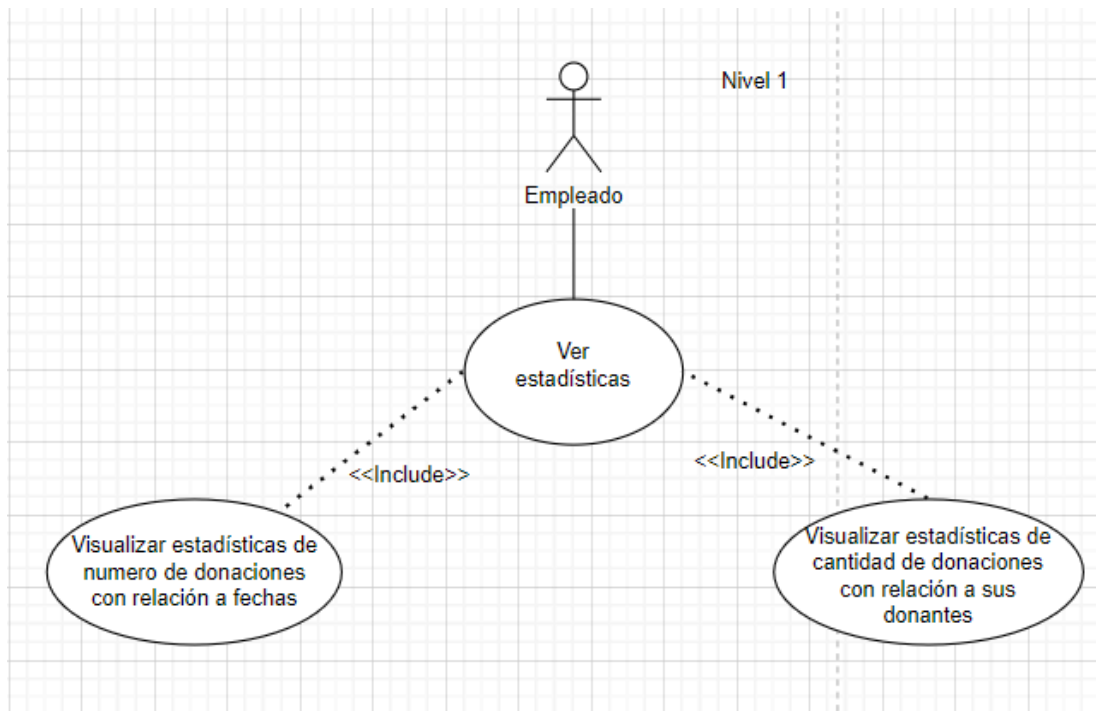 Nivel 1
Empleado
Ver
estadísticas
<<Include>>
<<Include>>
Visualizar estadísticas de
numero de donaciones
con relación a fechas
Visualizar estadísticas de
cantidad de donaciones
con relación a sus
donantes